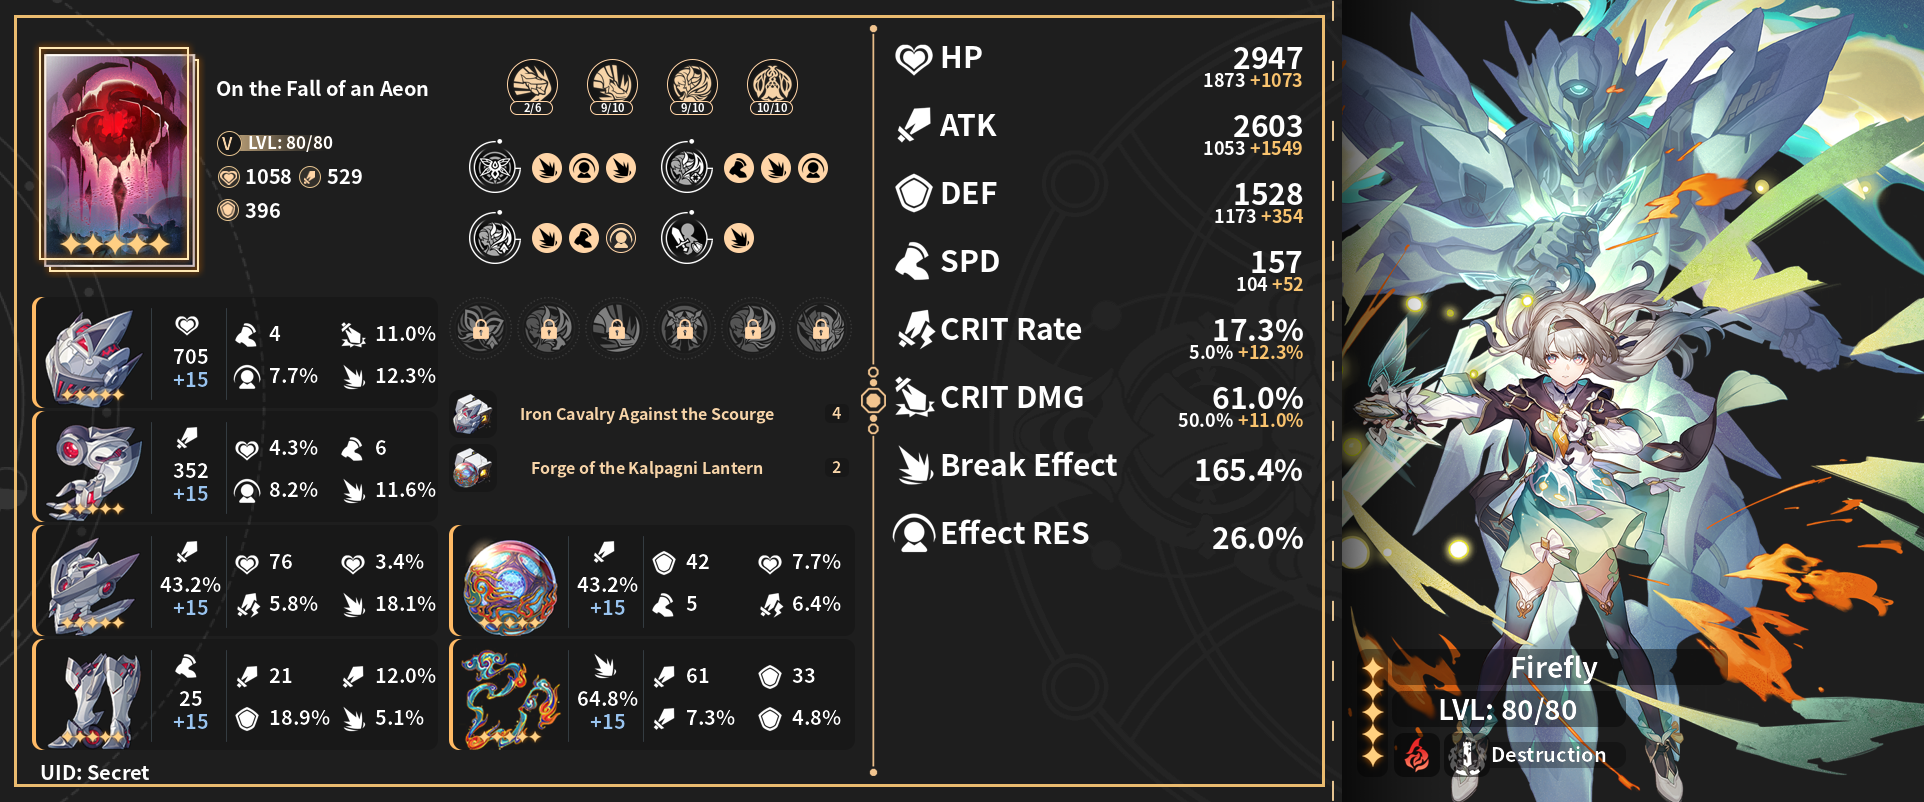 On the Fall of an Aeon
V LVL: 80/80
1058 529
396
2/6 9/10 9/10 10/10
705
+15
4 11.0%
7.7% 12.3%
352
+15
4.3% 6
8.2% 11.6%
43.2%
+15
76 3.4%
5.8% 18.1%
25
+15
21 12.0%
18.9% 5.1%
Iron Cavalry Against the Scourge 4
Forge of the Kalpagni Lantern 2
43.2%
+15
42 7.7%
5 6.4%
64.8%
+15
61 33
7.3% 4.8%
UID: Secret
HP 2947
1873 +1073
ATK 2603
1053 +1549
DEF 1528
1173 +354
SPD 157
104 +52
CRIT Rate 17.3%
5.0% +12.3%
CRIT DMG 61.0%
50.0% +11.0%
Break Effect 165.4%
Effect RES 26.0%
Firefly
LVL: 80/80
Destruction